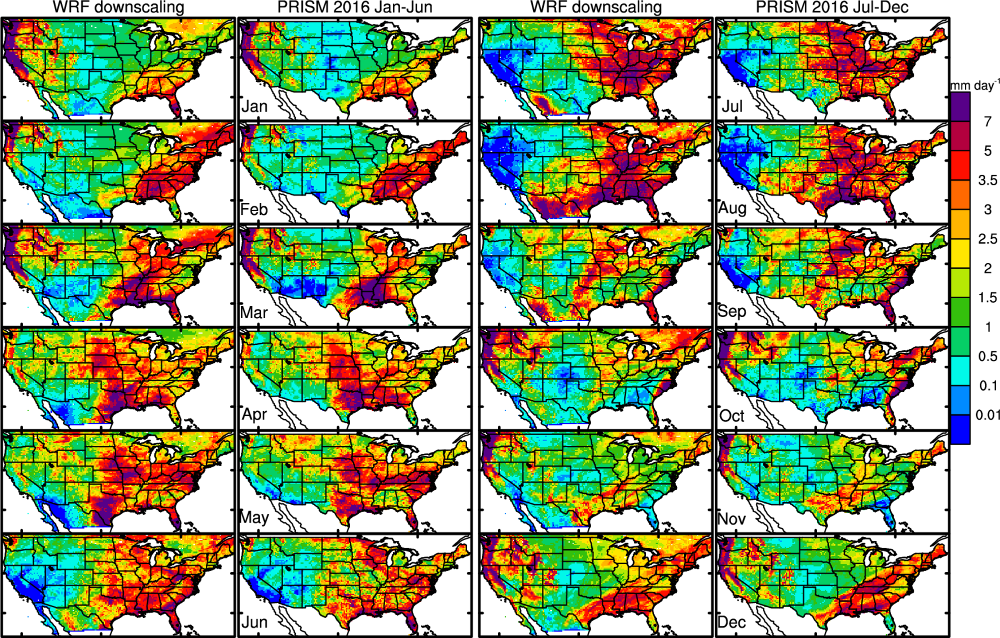 WRF downscaling
PRISM 2016 Jan-Jun
WRF downscaling
PRISM 2016 Jul-Dec
Jan
Jul
Feb
Aug
Mar
Sep
Apr
Oct
May
Nov
Jun
Dec
mm day-1
7
5
3.5
3
2.5
2
1.5
1
0.5
0.1
0.01